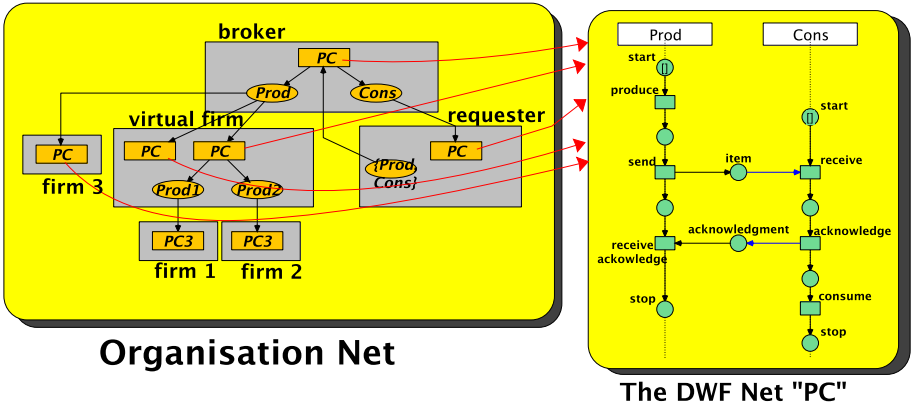 broker
PC
Prod
Cons
virtual firm
requester
PC
PC
PC
PC
{Prod
Cons}
firm 3
Prod1
Prod2
PC3
PC3
firm 1
firm 2
Organisation Net
Prod
Cons
start
produce
start
send
item
receive
acknowledgment
acknowledge
receive
ackowledge
consume
stop
stop
The DWF Net "PC"